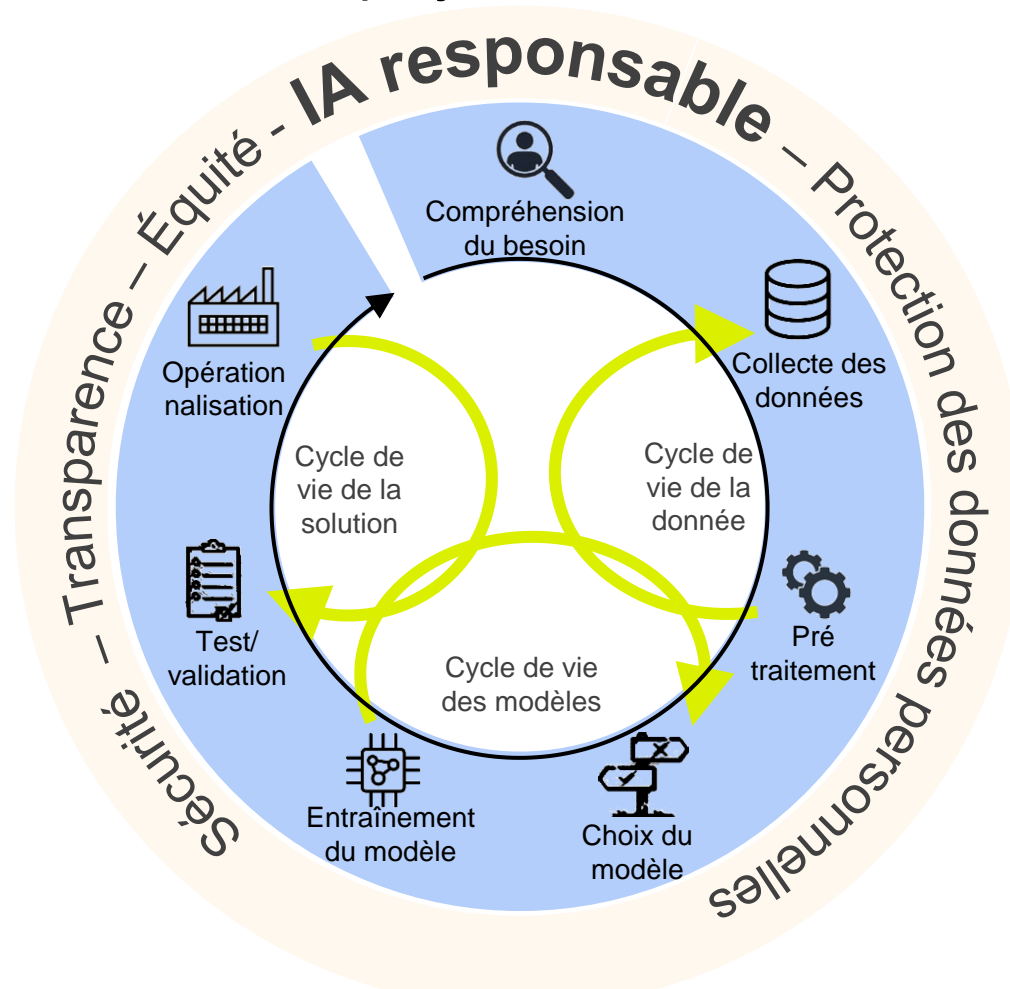 Sécurité – Transparence – Équité - IA responsable – Protection des données personnelles
Compréhension
du besoin
Collecte des
données
Pré
traitement
Choix du
modèle
Entraînement
du modèle
Test/
validation
Opération
nalisation
Cycle de
vie de la
solution
Cycle de
vie de la
donnée
Cycle de vie
des modèles